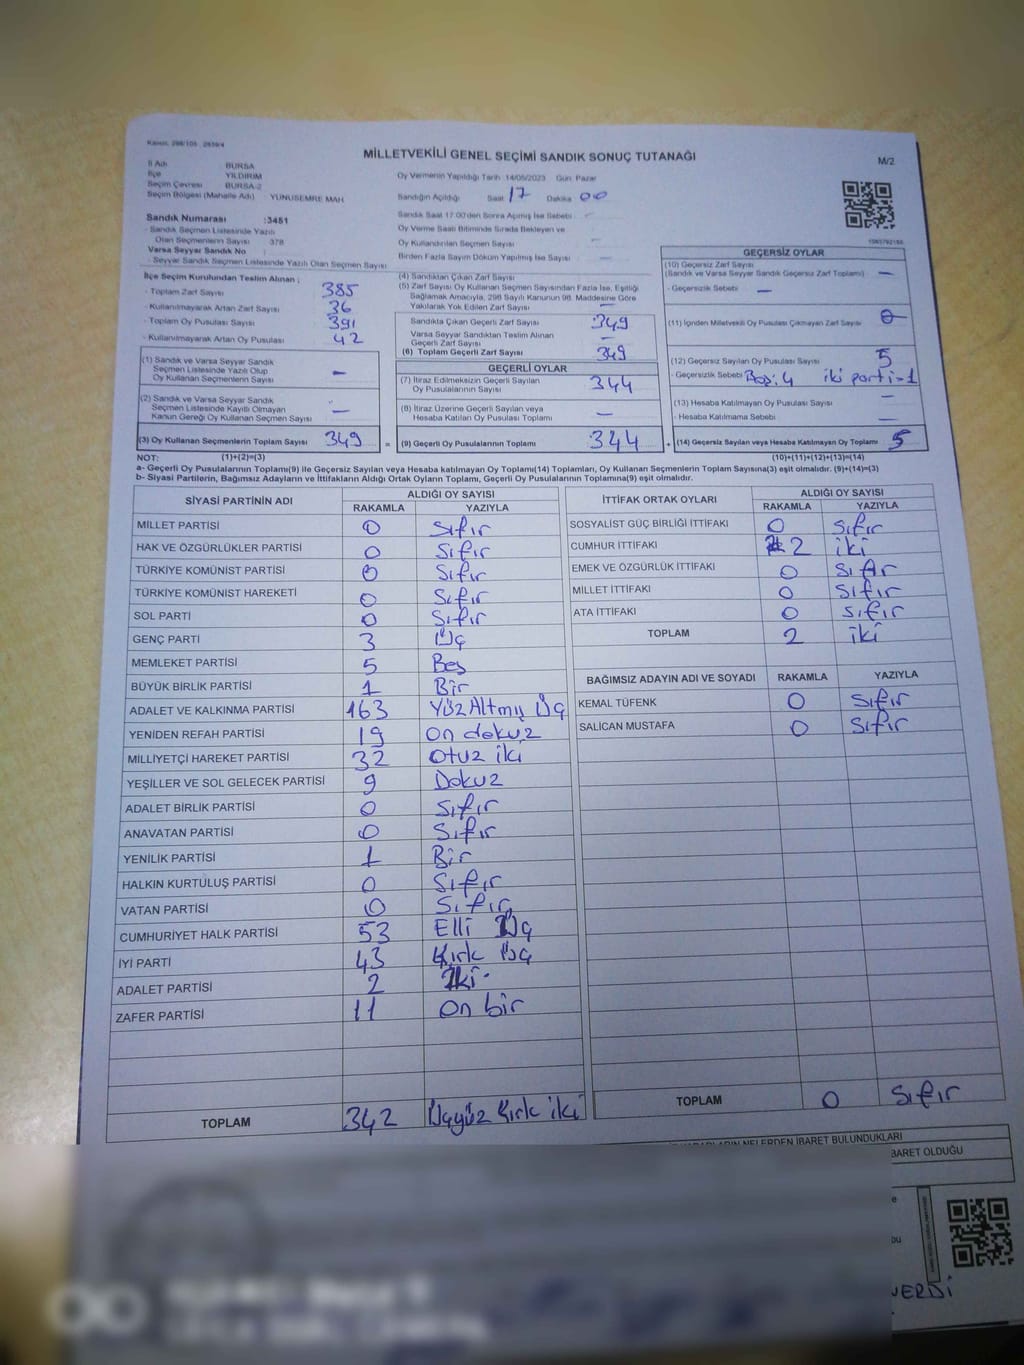 MİLLETVEKİLİ GENEL SEÇİMİ SANDIK SONUÇ TUTANAĞI
M/2
İl Adı BURSA
İlçe YILDIRIM
Seçim Çevresi BURSA-2
Seçim Bölgesi (Mahalle Adı) YUNUSEMRE MAH.
Sandık Numarası :3451
- Sandık Seçmen Listesinde Yazılı
Olan Seçmenlerin Sayısı 378
Varsa Seyyar Sandık No
- Seyyar Sandık Seçmen Listesinde Yazılı Olan Seçmen Sayısı
Oy Vermenin Yapıldığı Tarih 14/05/2023 Gün Pazar
Sandığın Açıldığı Saat 17 Dakika 00
Sandık Saat 17.00'den Sonra Açılmış İse Sebebi -
Oy Verme Saati Bitiminde Sırada Bekleyen ve
Oy Kullandırılan Seçmen Sayısı -
Birden Fazla Sayım Döküm Yapılmış İse Sayısı -
İlçe Seçim Kurulundan Teslim Alınan ;
- Toplam Zarf Sayısı 385
- Kullanılmayarak Artan Zarf Sayısı 36
- Toplam Oy Pusulası Sayısı 391
- Kullanılmayarak Artan Oy Pusulası 42
(1) Sandık ve Varsa Seyyar Sandık
Seçmen Listesinde Yazılı Olup
Oy Kullanan Seçmenlerin Sayısı -
(2) Sandık ve Varsa Seyyar Sandık
Seçmen Listesinde Kayıtlı Olmayan
Kanun Gereği Oy Kullanan Seçmen Sayısı -
(3) Oy Kullanan Seçmenlerin Toplam Sayısı 349 =
(4) Sandıktan Çıkan Zarf Sayısı
(5) Zarf Sayısı Oy Kullanan Seçmen Sayısından Fazla İse, Eşitliği
Sağlamak Amacıyla, 298 Sayılı Kanunun 98. Maddesine Göre
Yakılarak Yok Edilen Zarf Sayısı -
Sandıkta Çıkan Geçerli Zarf Sayısı 349
Varsa Seyyar Sandıktan Teslim Alınan
Geçerli Zarf Sayısı -
(6) Toplam Geçerli Zarf Sayısı 349
GEÇERLİ OYLAR
(7) İtiraz Edilmeksizin Geçerli Sayılan
Oy Pusulalarının Sayısı 344
(8) İtiraz Üzerine Geçerli Sayılan veya
Hesaba Katılan Oy Pusulası Toplamı -
(9) Geçerli Oy Pusulalarının Toplamı 344 +
GEÇERSİZ OYLAR
(10) Geçersiz Zarf Sayısı
(Sandık ve Varsa Seyyar Sandık Geçersiz Zarf Toplamı) -
- Geçersizlik Sebebi -
(11) İçinden Milletvekili Oy Pusulası Çıkmayan Zarf Sayısı 0
(12) Geçersiz Sayılan Oy Pusulası Sayısı 5
- Geçersizlik Sebebi Boş: 4 iki parti=1
(13) Hesaba Katılmayan Oy Pusulası Sayısı -
- Hesaba Katılmama Sebebi -
(14) Geçersiz Sayılan veya Hesaba Katılmayan Oy Toplamı 5
NOT: (1)+(2)=(3) (10)+(11)+(12)+(13)=(14)
a- Geçerli Oy Pusulalarının Toplamı(9) ile Geçersiz Sayılan veya Hesaba katılmayan Oy Toplamı(14) Toplamları, Oy Kullanan Seçmenlerin Toplam Sayısına(3) eşit olmalıdır. (9)+(14)=(3)
b- Siyasi Partilerin, Bağımsız Adayların ve İttifakların Aldığı Ortak Oyların Toplamı, Geçerli Oy Pusulalarının Toplamına(9) eşit olmalıdır.
SİYASİ PARTİNİN ADI ALDIĞI OY SAYISI
RAKAMLA YAZIYLA
MİLLET PARTİSİ 0 Sıfır
HAK VE ÖZGÜRLÜKLER PARTİSİ 0 Sıfır
TÜRKİYE KOMÜNİST PARTİSİ 0 Sıfır
TÜRKİYE KOMÜNİST HAREKETİ 0 Sıfır
SOL PARTİ 0 Sıfır
GENÇ PARTİ 3 Üç
MEMLEKET PARTİSİ 5 Beş
BÜYÜK BİRLİK PARTİSİ 1 Bir
ADALET VE KALKINMA PARTİSİ 163 YüzAltmış Üç
YENİDEN REFAH PARTİSİ 19 On dokuz
MİLLİYETÇİ HAREKET PARTİSİ 32 Otuz iki
YEŞİLLER VE SOL GELECEK PARTİSİ 9 Dokuz
ADALET BİRLİK PARTİSİ 0 Sıfır
ANAVATAN PARTİSİ 0 Sıfır
YENİLİK PARTİSİ 1 Bir
HALKIN KURTULUŞ PARTİSİ 0 Sıfır
VATAN PARTİSİ 0 Sıfır
CUMHURİYET HALK PARTİSİ 53 Elli Üç
İYİ PARTİ 43 Kırk Üç
ADALET PARTİSİ 2 İki
ZAFER PARTİSİ 11 On bir
TOPLAM 342 Üçyüz Kırk iki
İTTİFAK ORTAK OYLARI ALDIĞI OY SAYISI
RAKAMLA YAZIYLA
SOSYALİST GÜÇ BİRLİĞİ İTTİFAKI 0 sıfır
CUMHUR İTTİFAKI 2 iki
EMEK VE ÖZGÜRLÜK İTTİFAKI 0 sıfır
MİLLET İTTİFAKI 0 sıfır
ATA İTTİFAKI 0 sıfır
TOPLAM 2 iki
BAĞIMSIZ ADAYIN ADI VE SOYADI RAKAMLA YAZIYLA
KEMAL TÜFENK 0 sıfır
SALİCAN MUSTAFA 0 sıfır
TOPLAM 0 sıfır
NELERDEN İBARET BULUNDUKLARI
BARET OLDUĞU
VERDİ